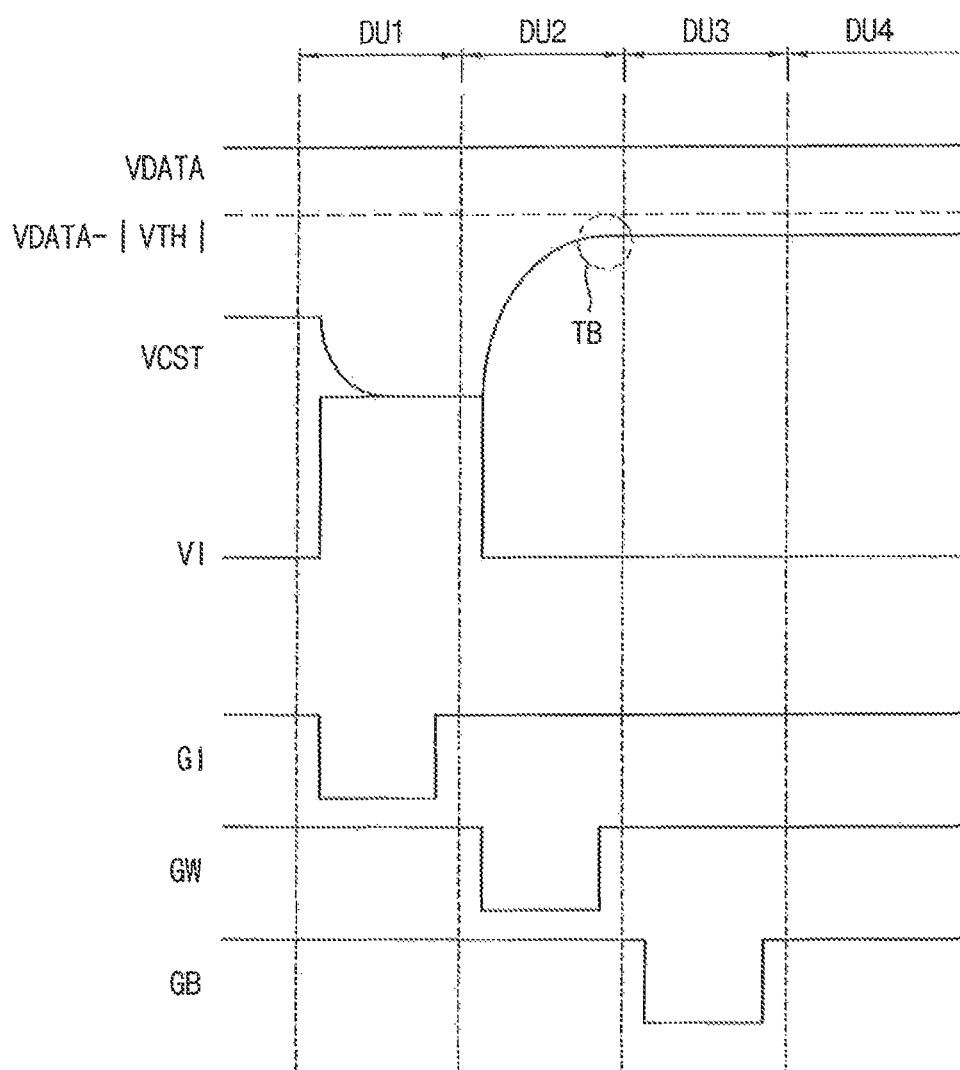 DU1 DU2 DU3 DU4
VDATA
VDATA-|VTH|
TB
VCST
VI
GI
GW
GB